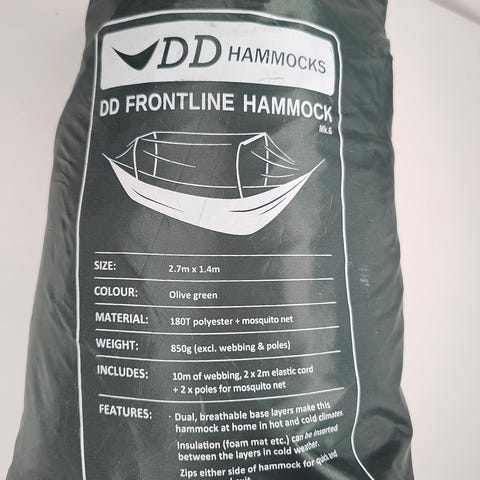 DD HAMMOCKS
DD FRONTLINE HAMMOCK
Mk.6
SIZE: 2.7m x 1.4m
COLOUR: Olive green
MATERIAL: 180T polyester + mosquito net
WEIGHT: 850g (excl. webbing & poles)
INCLUDES: 10m of webbing, 2 x 2m elastic cord
+ 2 x poles for mosquito net
FEATURES: · Dual, breathable base layers make this
hammock at home in hot and cold climates
Insulation (foam mat etc.) can be inserted
between the layers in cold weather.
Zips either side of hammock for quick and